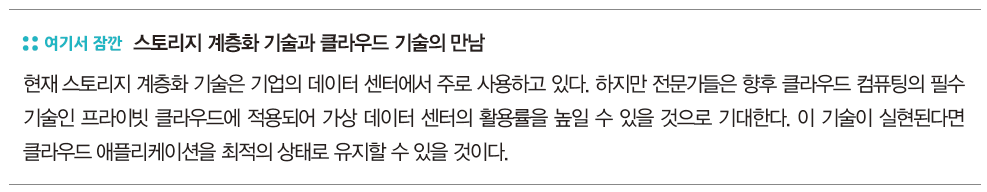 여기서 잠깐 스토리지 계층화 기술과 클라우드 기술의 만남
현재 스토리지 계층화 기술은 기업의 데이터 센터에서 주로 사용하고 있다. 하지만 전문가들은 향후 클라우드 컴퓨팅의 필수
기술인 프라이빗 클라우드에 적용되어 가상 데이터 센터의 활용률을 높일 수 있을 것으로 기대한다. 이 기술이 실현된다면
클라우드 애플리케이션을 최적의 상태로 유지할 수 있을 것이다.